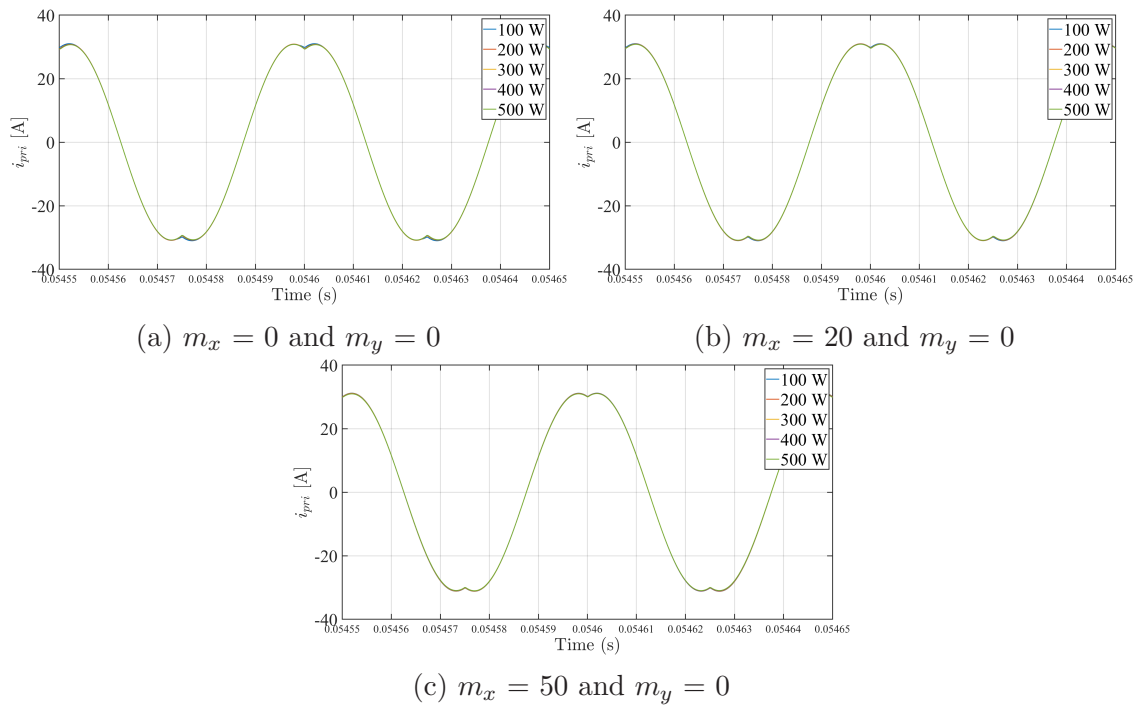 40
20
0
-20
-40
i_pri [A]
100 W
200 W
300 W
400 W
500 W
0.05455 0.05456 0.05457 0.05458 0.05459 0.0546 0.05461 0.05462 0.05463 0.05464 0.05465
Time (s)
(a) m_x = 0 and m_y = 0
40
20
0
-20
-40
i_pri [A]
100 W
200 W
300 W
400 W
500 W
0.05455 0.05456 0.05457 0.05458 0.05459 0.0546 0.05461 0.05462 0.05463 0.05464 0.05465
Time (s)
(b) m_x = 20 and m_y = 0
40
20
0
-20
-40
i_pri [A]
100 W
200 W
300 W
400 W
500 W
0.05455 0.05456 0.05457 0.05458 0.05459 0.0546 0.05461 0.05462 0.05463 0.05464 0.05465
Time (s)
(c) m_x = 50 and m_y = 0